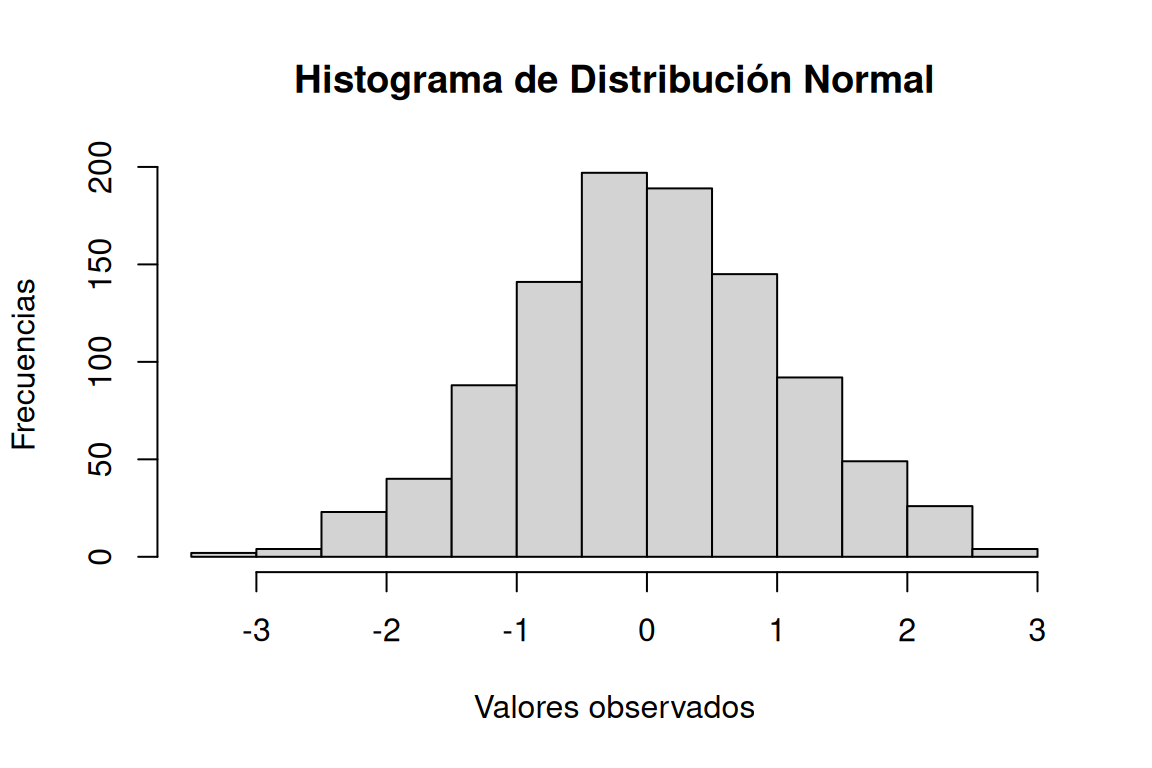 Histograma de Distribución Normal
Frecuencias
200
150
100
50
0
-3 -2 -1 0 1 2 3
Valores observados